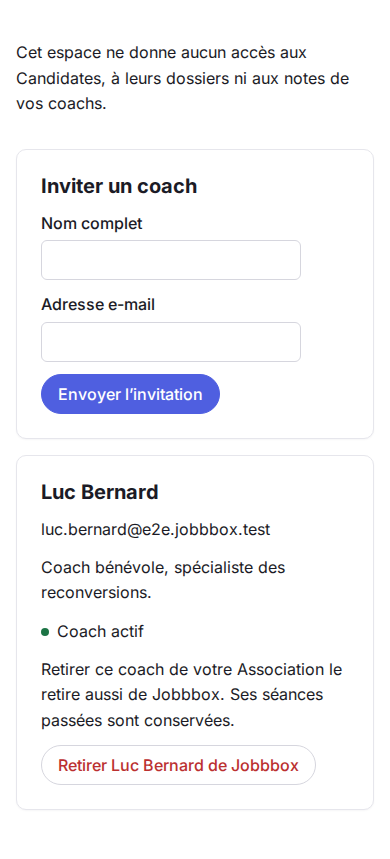 Cet espace ne donne aucun accès aux
Candidates, à leurs dossiers ni aux notes de
vos coachs.
Inviter un coach
Nom complet
Adresse e-mail
Envoyer l’invitation
Luc Bernard
luc.bernard@e2e.jobbbox.test
Coach bénévole, spécialiste des
reconversions.
Coach actif
Retirer ce coach de votre Association le
retire aussi de Jobbbox. Ses séances
passées sont conservées.
Retirer Luc Bernard de Jobbbox